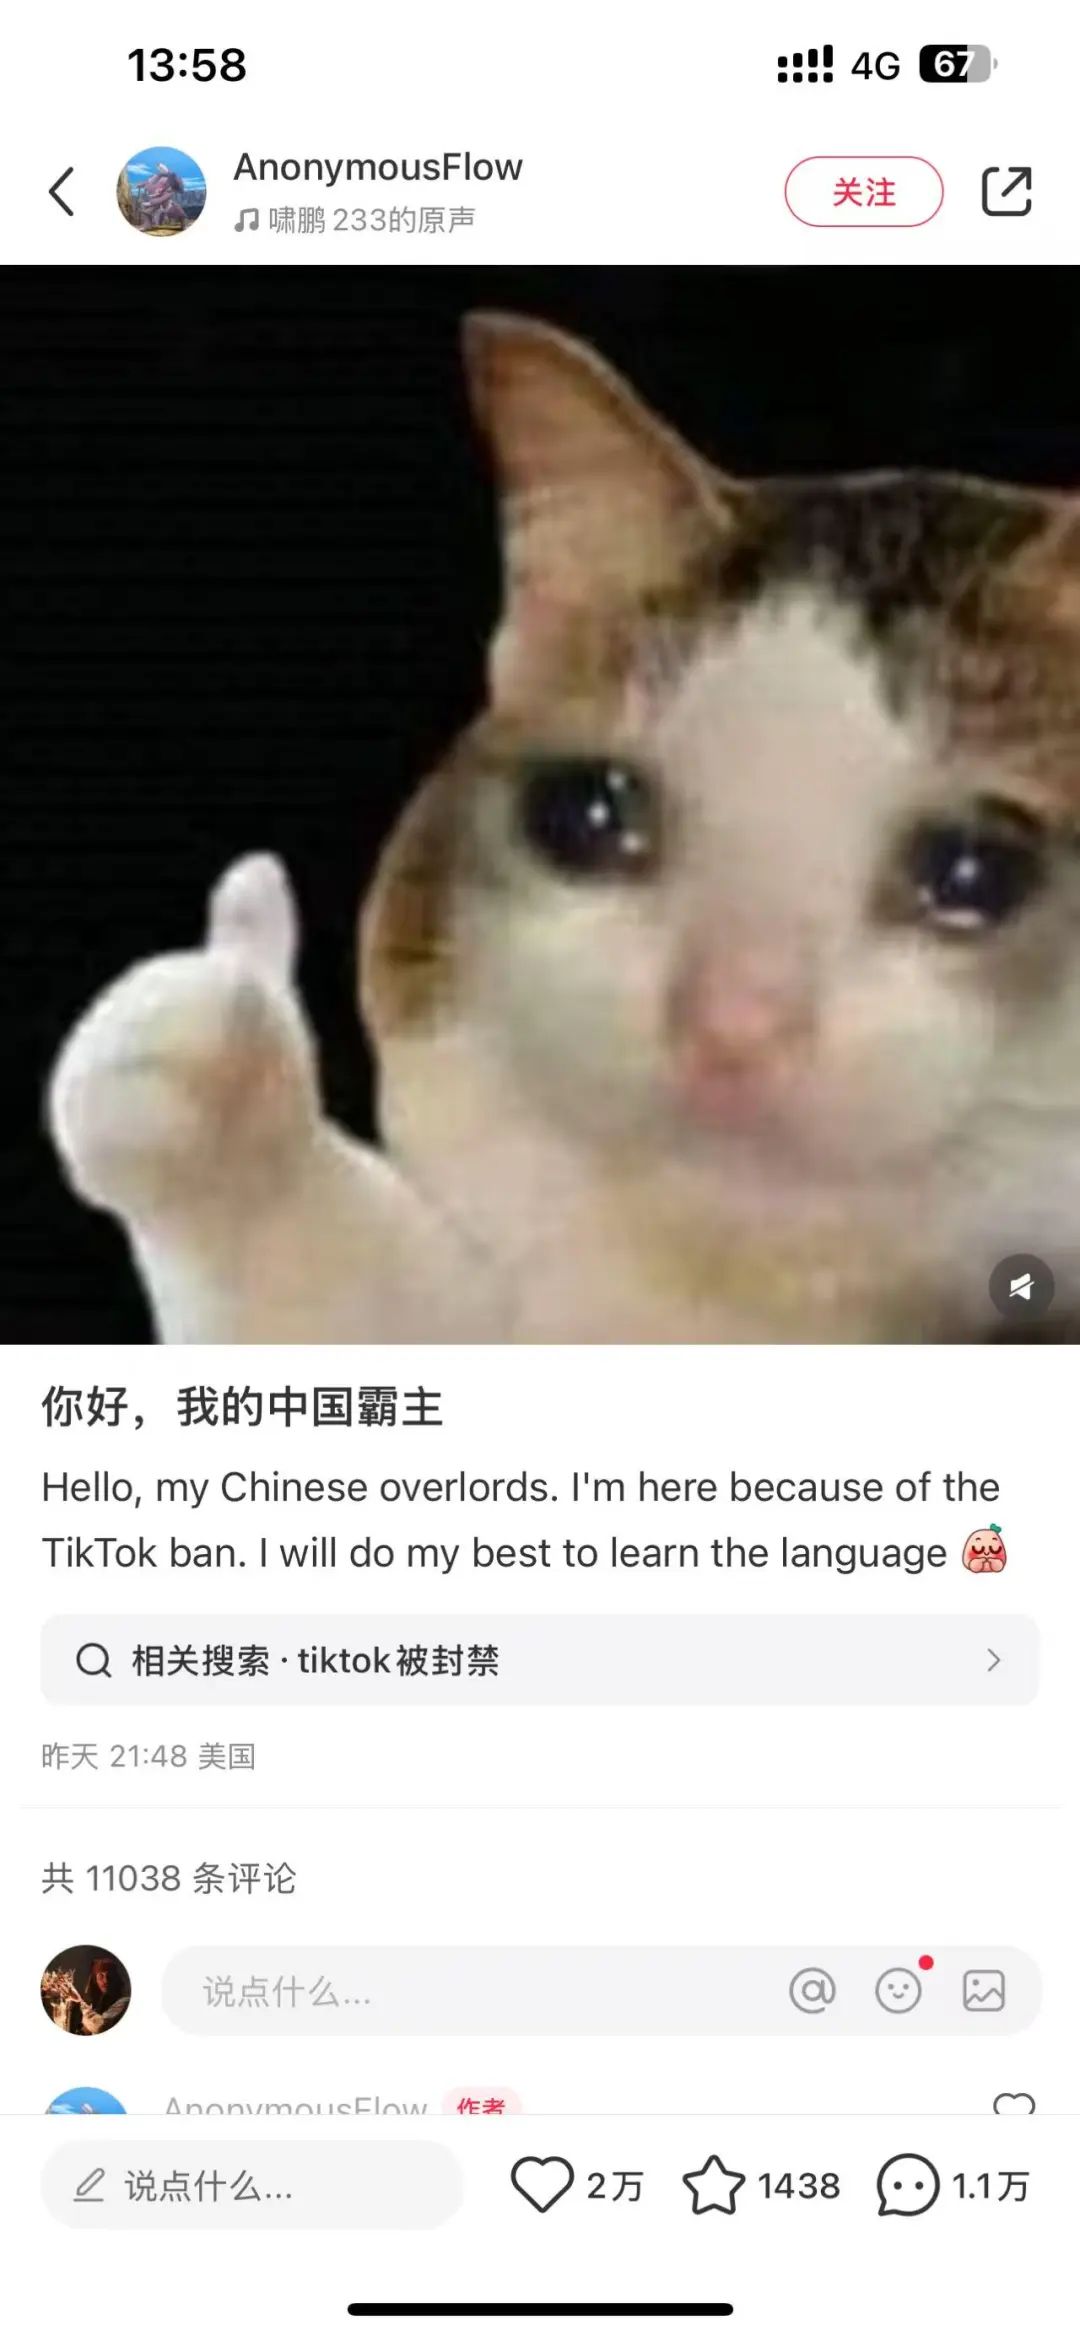 13:58
4G 67
AnonymousFlow
关注
啸鹏233的原声
你好，我的中国霸主
Hello, my Chinese overlords. I'm here because of the
TikTok ban. I will do my best to learn the language
相关搜索 · tiktok被封禁
昨天 21:48 美国
共 11038 条评论
说点什么...
AnonymousFlow 作者
说点什么...
2万
1438
1.1万